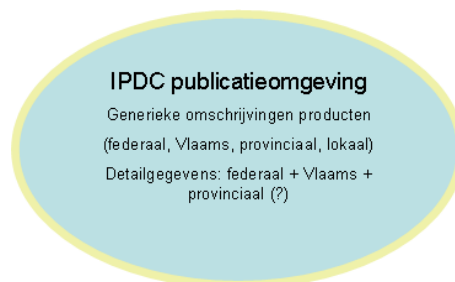 IPDC publicatieomgeving
Generieke omschrijvingen producten
(federaal, Vlaams, provinciaal, lokaal)
Detailgegevens: federaal + Vlaams +
provinciaal (?)